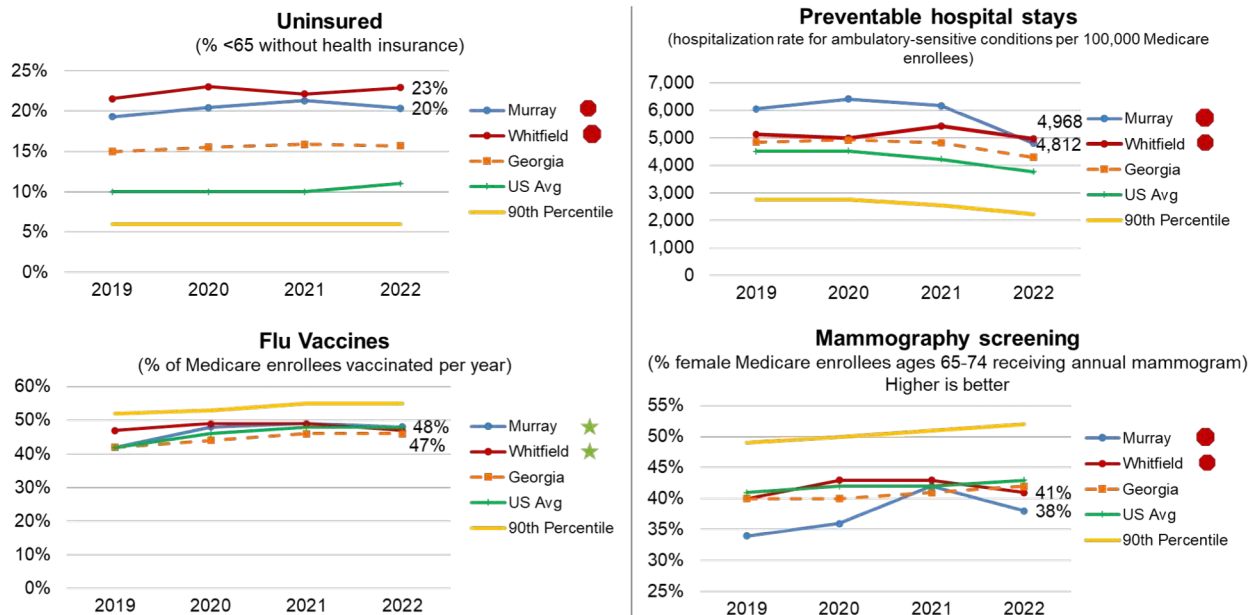 Uninsured
(% <65 without health insurance)
25%
20%
15%
10%
5%
0%
23%
20%
2019 2020 2021 2022
Murray
Whitfield
Georgia
US Avg
90th Percentile
Preventable hospital stays
(hospitalization rate for ambulatory-sensitive conditions per 100,000 Medicare
enrollees)
7,000
6,000
5,000
4,000
3,000
2,000
1,000
0
4,968
4,812
2019 2020 2021 2022
Murray
Whitfield
Georgia
US Avg
90th Percentile
Flu Vaccines
(% of Medicare enrollees vaccinated per year)
60%
50%
40%
30%
20%
10%
0%
48%
47%
2019 2020 2021 2022
Murray
Whitfield
Georgia
US Avg
90th Percentile
Mammography screening
(% female Medicare enrollees ages 65-74 receiving annual mammogram)
Higher is better
55%
50%
45%
40%
35%
30%
25%
41%
38%
2019 2020 2021 2022
Murray
Whitfield
Georgia
US Avg
90th Percentile